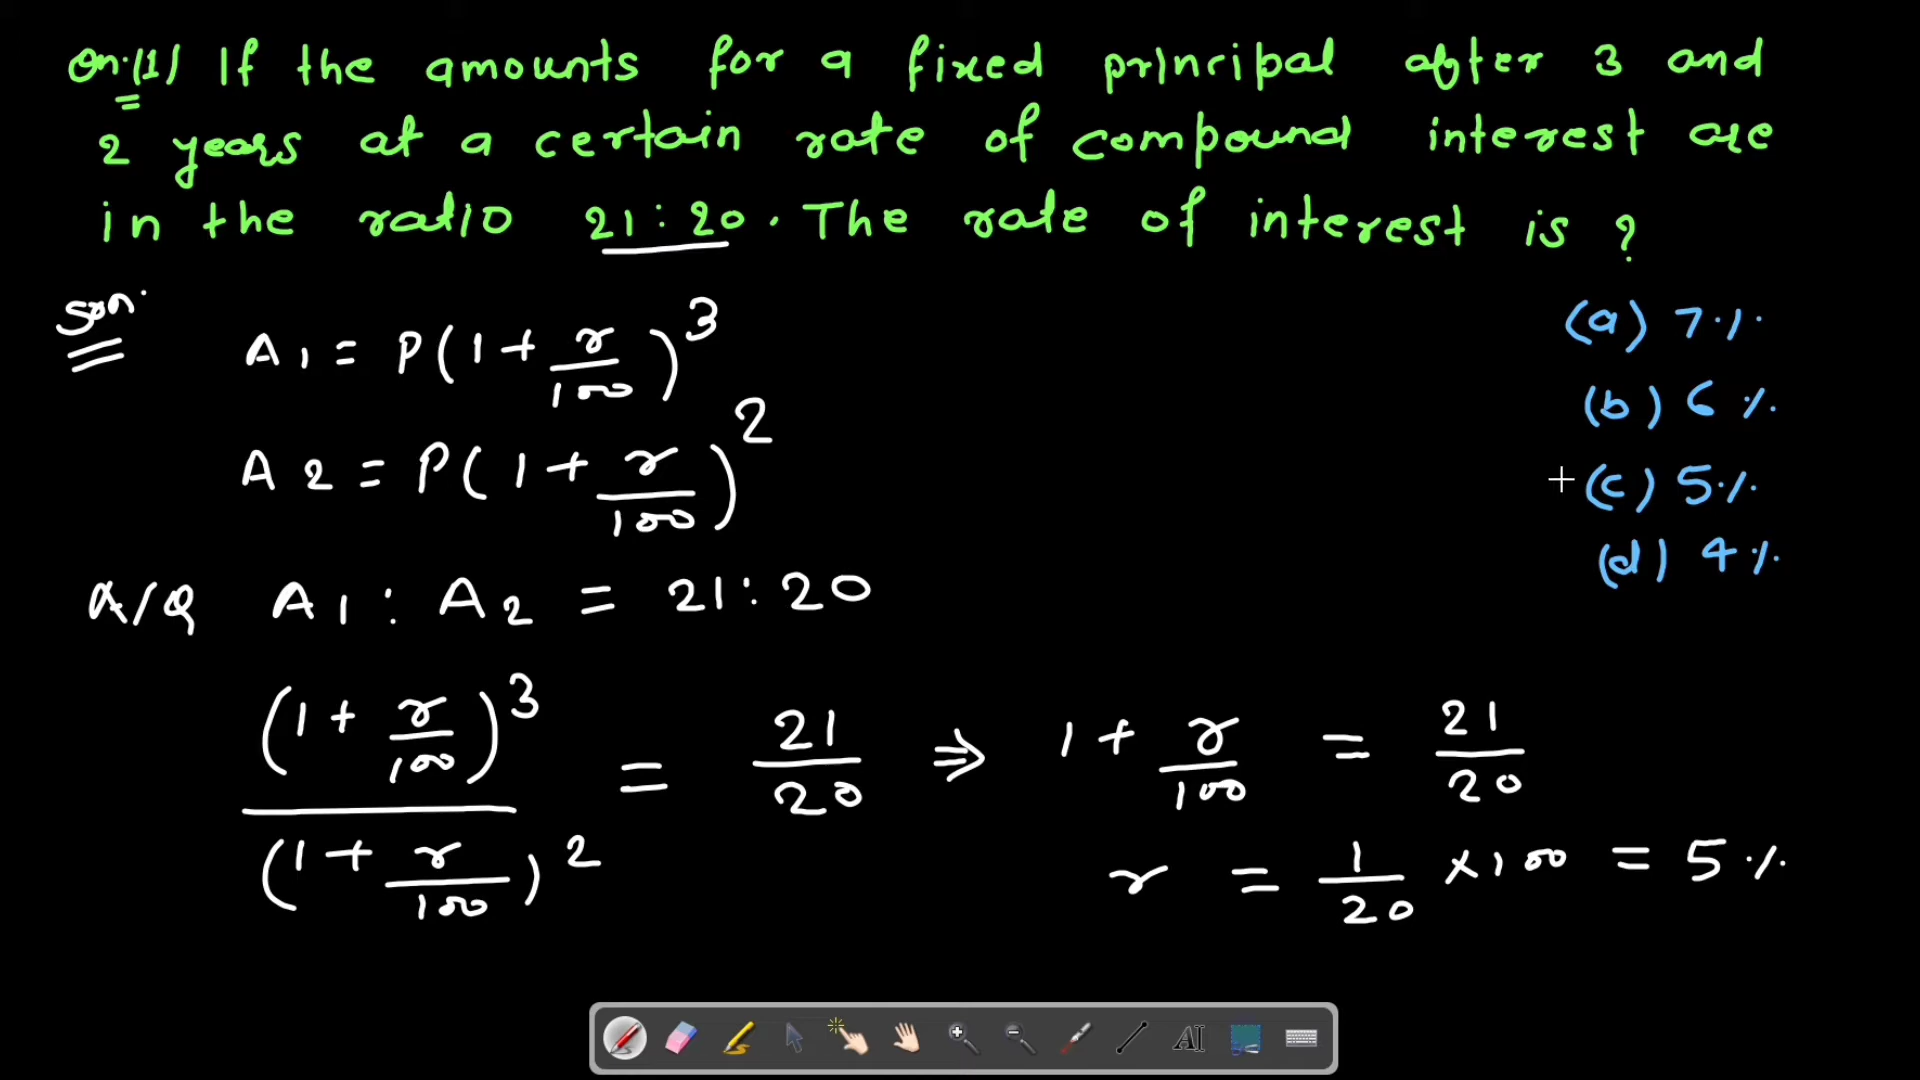 Qn.(1) If the amounts for a fixed principal after 3 and
2 years at a certain rate of compound interest are
in the ratio 21:20. The rate of interest is ?
Soln.
A1 = P(1 + r/100)^3
A2 = P(1 + r/100)^2
A/Q A1 : A2 = 21:20
(1 + r/100)^3 / (1 + r/100)^2 = 21/20 ⇒ 1 + r/100 = 21/20
r = 1/20 × 100 = 5%
(a) 7%
(b) 6%
(c) 5%
(d) 4%
AI